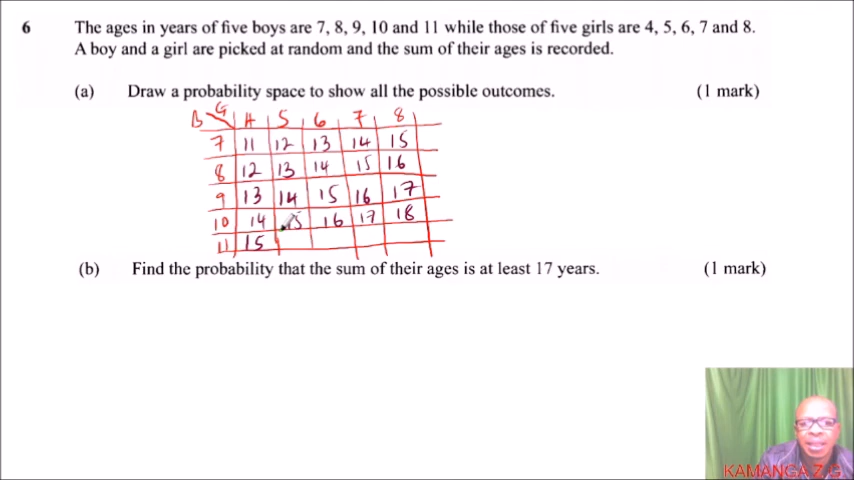 6 The ages in years of five boys are 7, 8, 9, 10 and 11 while those of five girls are 4, 5, 6, 7 and 8.
A boy and a girl are picked at random and the sum of their ages is recorded.
(a) Draw a probability space to show all the possible outcomes. (1 mark)
B G 4 5 6 7 8
7 11 12 13 14 15
8 12 13 14 15 16
9 13 14 15 16 17
10 14 15 16 17 18
11 15
(b) Find the probability that the sum of their ages is at least 17 years. (1 mark)
KAMANGA Z.G.